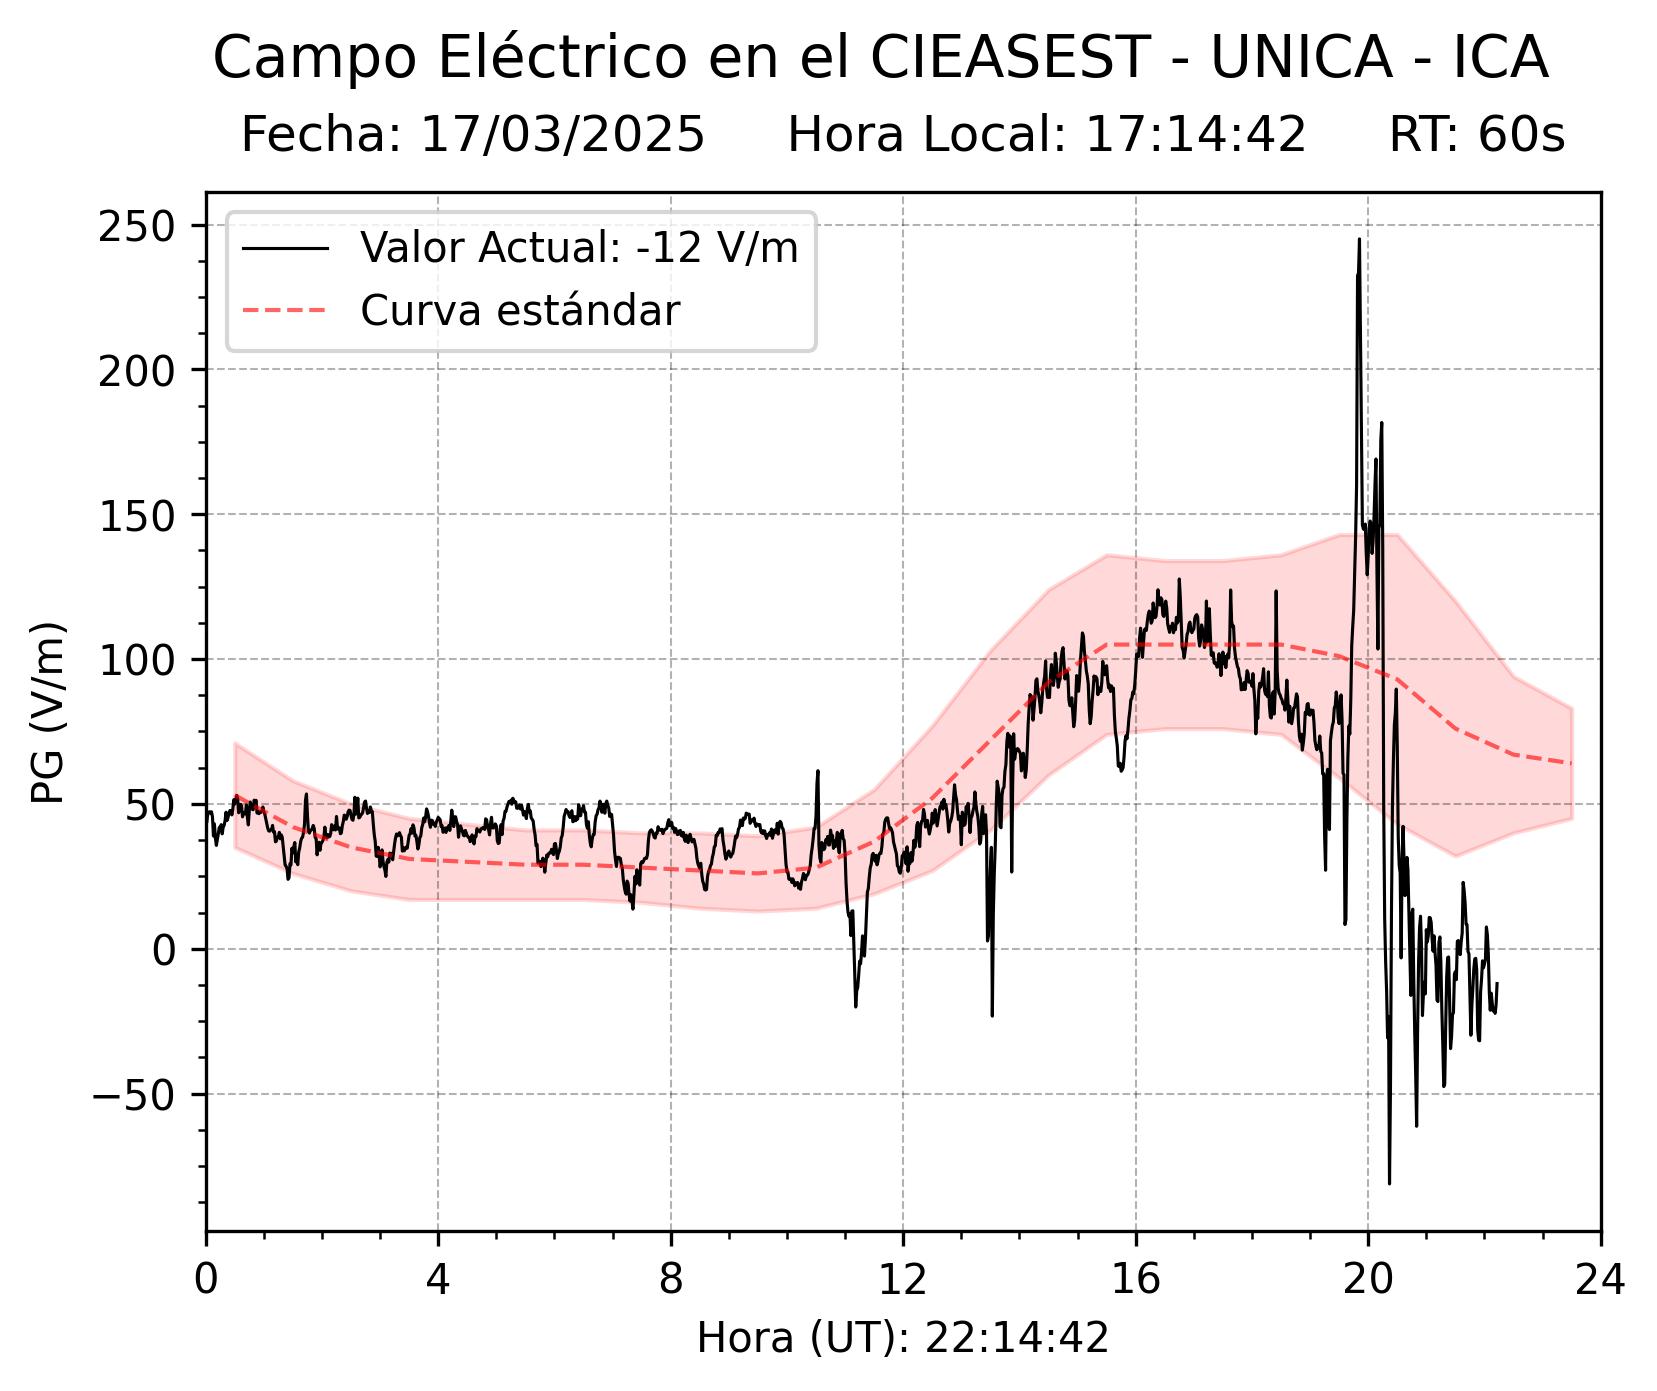 Campo Eléctrico en el CIEASEST - UNICA - ICA
Fecha: 17/03/2025 Hora Local: 17:14:42 RT: 60s
Valor Actual: -12 V/m
Curva estándar
250
200
150
100
50
0
−50
PG (V/m)
0 4 8 12 16 20 24
Hora (UT): 22:14:42